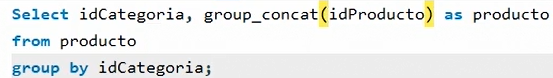 Select idCategoria, group_concat(idProducto) as producto
from producto
group by idCategoria;